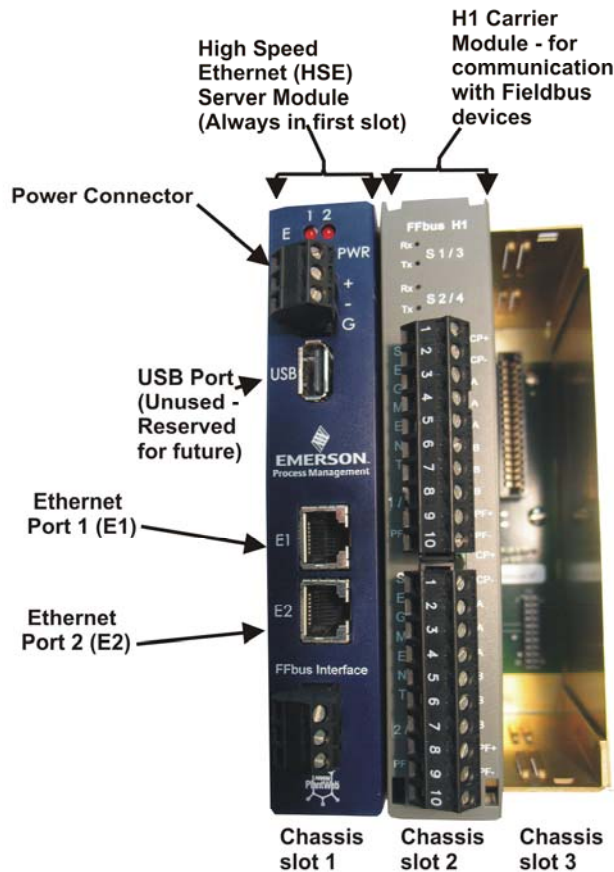 High Speed
Ethernet (HSE)
Server Module
(Always in first slot)
H1 Carrier
Module - for
communication
with Fieldbus
devices
Power Connector
1 2
E
PWR
+
-
G
USB
USB Port
(Unused -
Reserved
for future)
EMERSON
Process Management
Ethernet
Port 1 (E1)
E1
Ethernet
Port 2 (E2)
E2
FFbus Interface
PlantWeb
FFbus H1
Rx
S 1 / 3
Tx
Rx
S 2 / 4
Tx
1
CP+
2
CP-
3
A
4
A
5
B
6
B
7
B
8
PF+
9
PF-
10
SEGMENT
1/
PF
CP+
1
CP-
2
A
3
A
4
A
5
B
6
B
7
B
8
PF+
9
PF-
10
SEGMENT
2/
PF
Chassis
slot 1
Chassis
slot 2
Chassis
slot 3